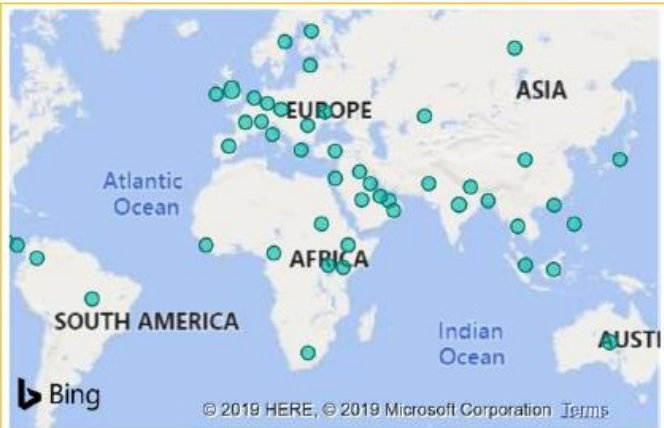 ASIA
EUROPE
Atlantic
Ocean
AFRICA
SOUTH AMERICA
Indian
Ocean
AUSTI
Bing
© 2019 HERE, © 2019 Microsoft Corporation Terms